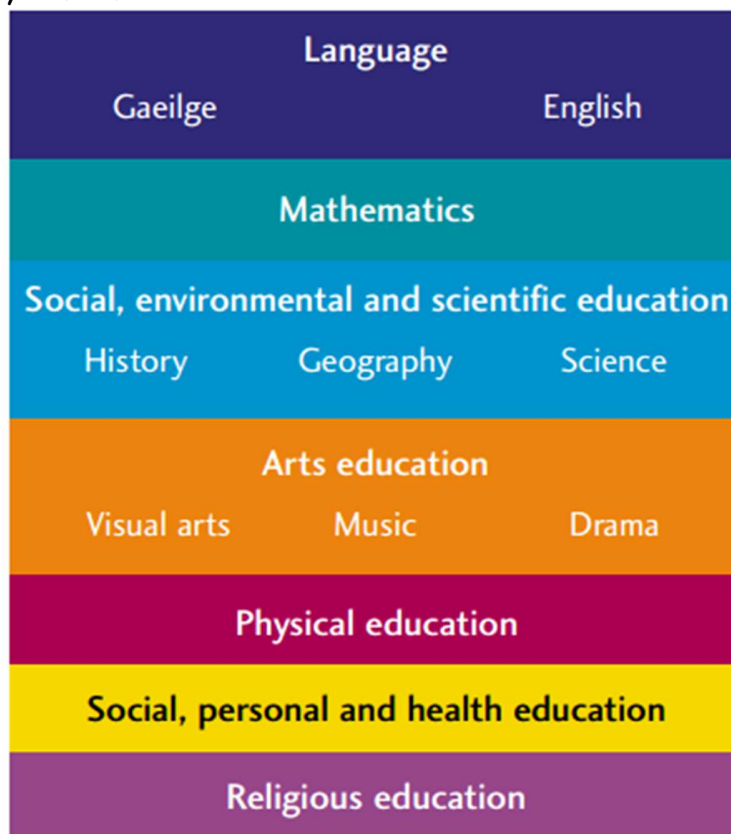 Language
Gaeilge English
Mathematics
Social, environmental and scientific education
History Geography Science
Arts education
Visual arts Music Drama
Physical education
Social, personal and health education
Religious education